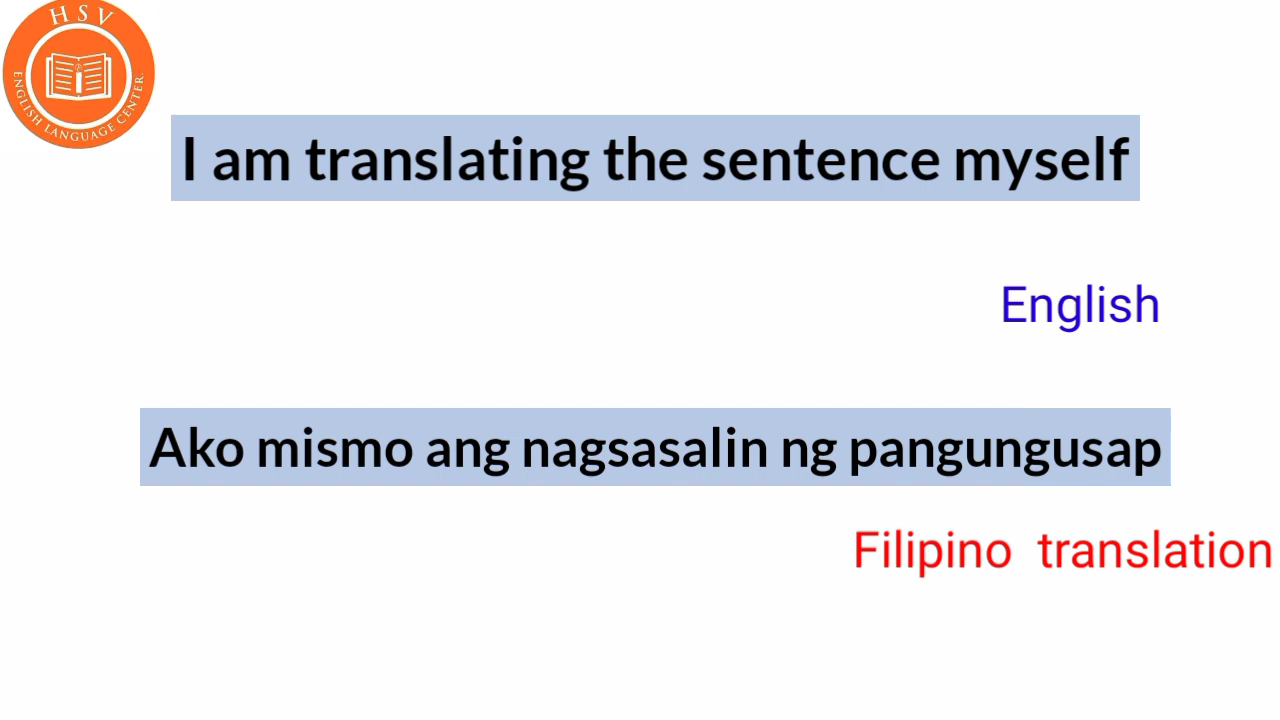 HSV
ENGLISH LANGUAGE CENTER.
I am translating the sentence myself
English
Ako mismo ang nagsasalin ng pangungusap
Filipino translation